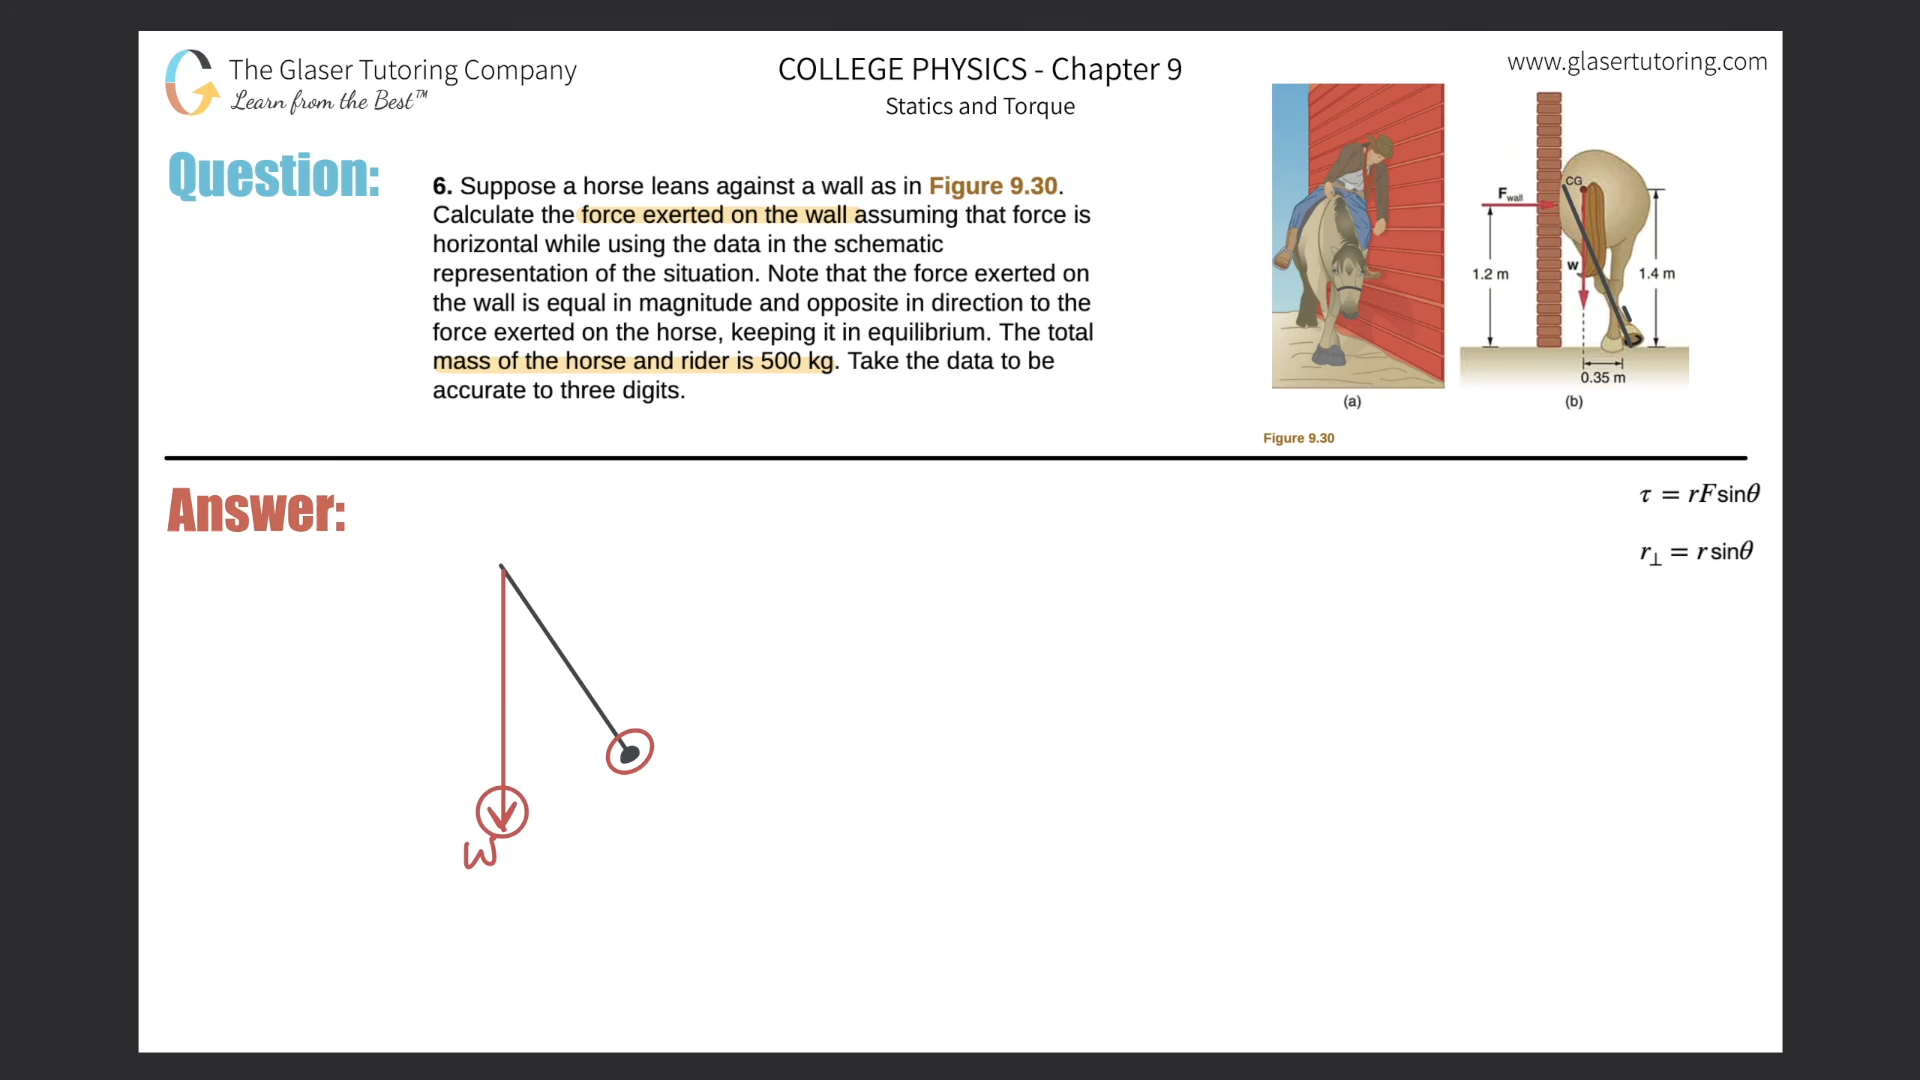 The Glaser Tutoring Company
Learn from the Best™
COLLEGE PHYSICS - Chapter 9
Statics and Torque
www.glasertutoring.com
Question:
6. Suppose a horse leans against a wall as in Figure 9.30.
Calculate the force exerted on the wall assuming that force is
horizontal while using the data in the schematic
representation of the situation. Note that the force exerted on
the wall is equal in magnitude and opposite in direction to the
force exerted on the horse, keeping it in equilibrium. The total
mass of the horse and rider is 500 kg. Take the data to be
accurate to three digits.
CG
Fwall
w
1.2 m
1.4 m
0.35 m
(a)
(b)
Figure 9.30
Answer:
τ = rFsinθ
r⊥ = r sinθ
W